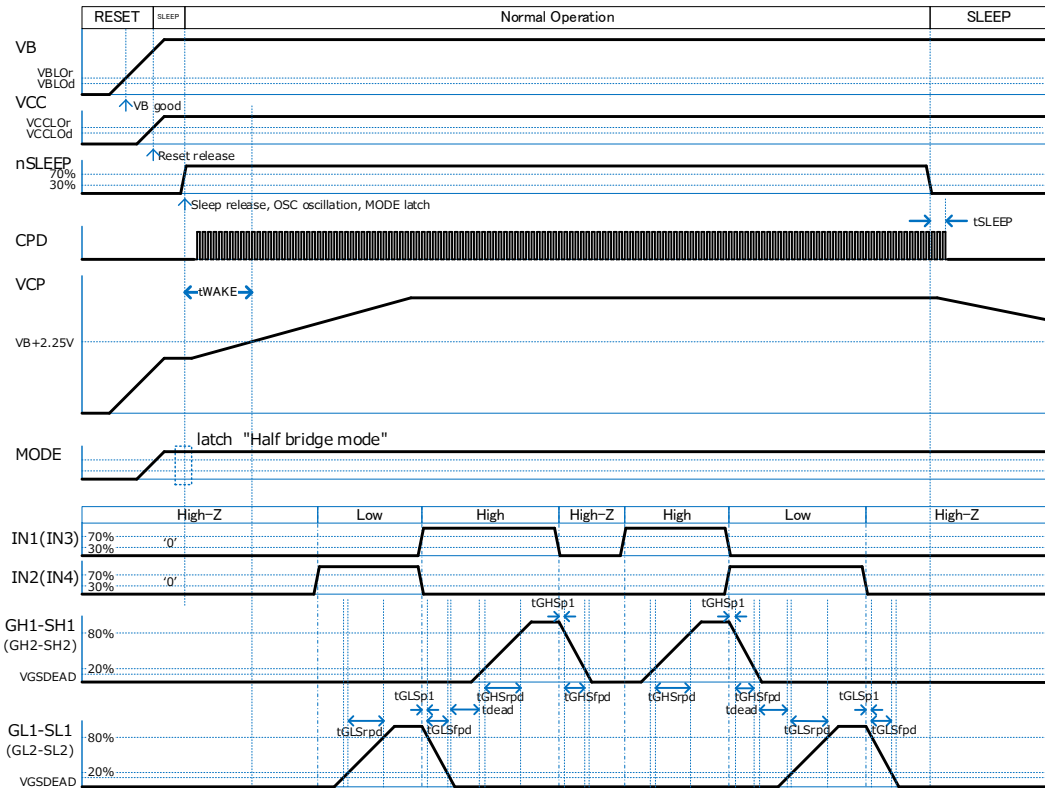 RESET SLEEP Normal Operation SLEEP
VB
VBLOr
VBLOd
VB good
VCC
VCCLOr
VCCLOd
Reset release
nSLEEP
70%
30%
Sleep release, OSC oscillation, MODE latch
tSLEEP
CPD
VCP
tWAKE
VB+2.25V
latch "Half bridge mode"
MODE
High-Z Low High High-Z High Low High-Z
IN1(IN3) 70%
30% '0'
IN2(IN4) 70%
30% '0'
tGHSp1 tGHSp1
GH1-SH1
(GH2-SH2)
80%
20%
VGSDEAD
tGHSrpd tGHSfpd tGHSrpd tGHSfpd
tGLSp1 tdead tdead tGLSp1
GL1-SL1
(GL2-SL2)
80%
tGLSrpd tGLSfpd tGLSrpd tGLSfpd
20%
VGSDEAD